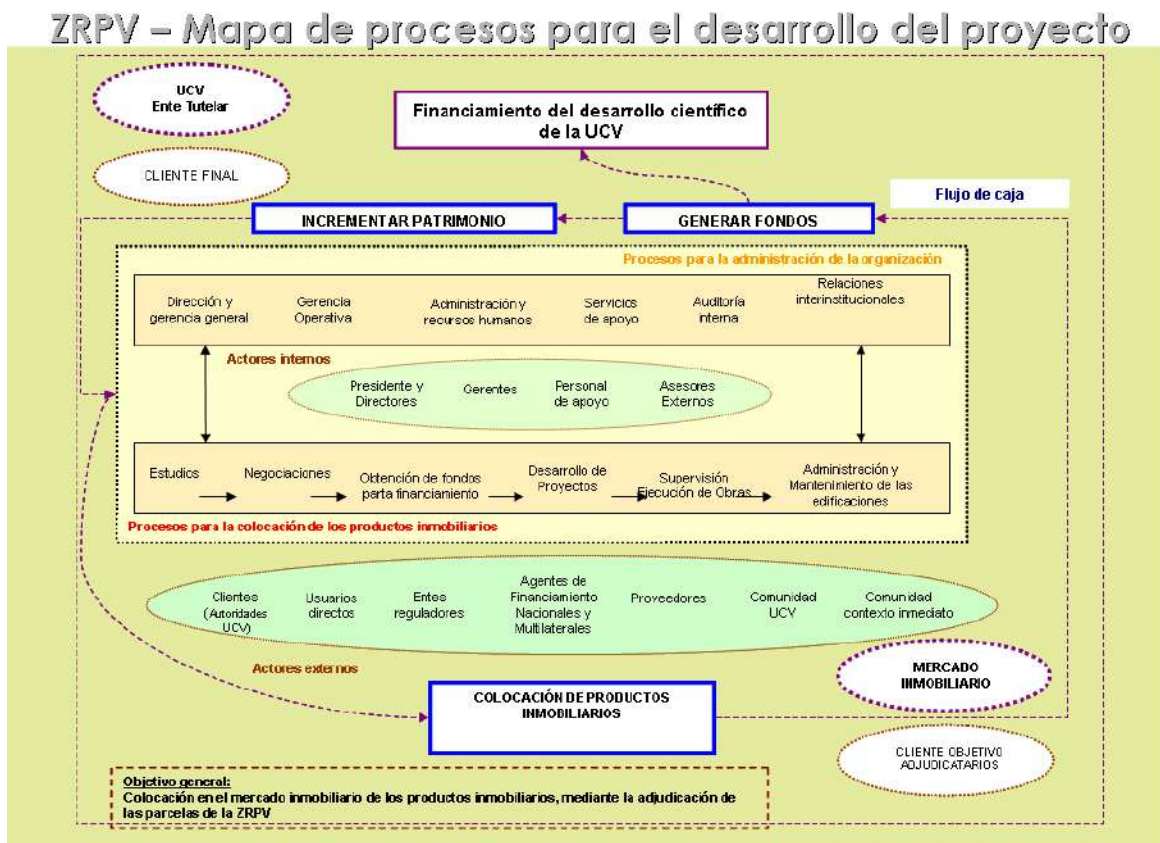 ZRPV – Mapa de procesos para el desarrollo del proyecto
UCV
Ente Tutelar
CLIENTE FINAL
Financiamiento del desarrollo científico
de la UCV
Flujo de caja
INCREMENTAR PATRIMONIO
GENERAR FONDOS
Procesos para la administración de la organización
Dirección y
gerencia general
Gerencia
Operativa
Administración y
recursos humanos
Servicios
de apoyo
Auditoría
interna
Relaciones
interinstitucionales
Actores internos
Presidente y
Directores
Gerentes
Personal
de apoyo
Asesores
Externos
Estudios
Negociaciones
Obtención de fondos
parta financiamiento
Desarrollo de
Proyectos
Supervisión
Ejecución de Obras
Administración y
Mantenimiento de las
edificaciones
Procesos para la colocación de los productos inmobiliarios
Clientes
(Autoridades
UCV)
Usuarios
directos
Entes
reguladores
Agentes de
Financiamiento
Nacionales y
Multilaterales
Proveedores
Comunidad
UCV
Comunidad
contexto inmediato
Actores externos
MERCADO
INMOBILIARIO
COLOCACIÓN DE PRODUCTOS
INMOBILIARIOS
CLIENTE OBJETIVO
ADJUDICATARIOS
Objetivo general:
Colocación en el mercado inmobiliario de los productos inmobiliarios, mediante la adjudicación de
las parcelas de la ZRPV